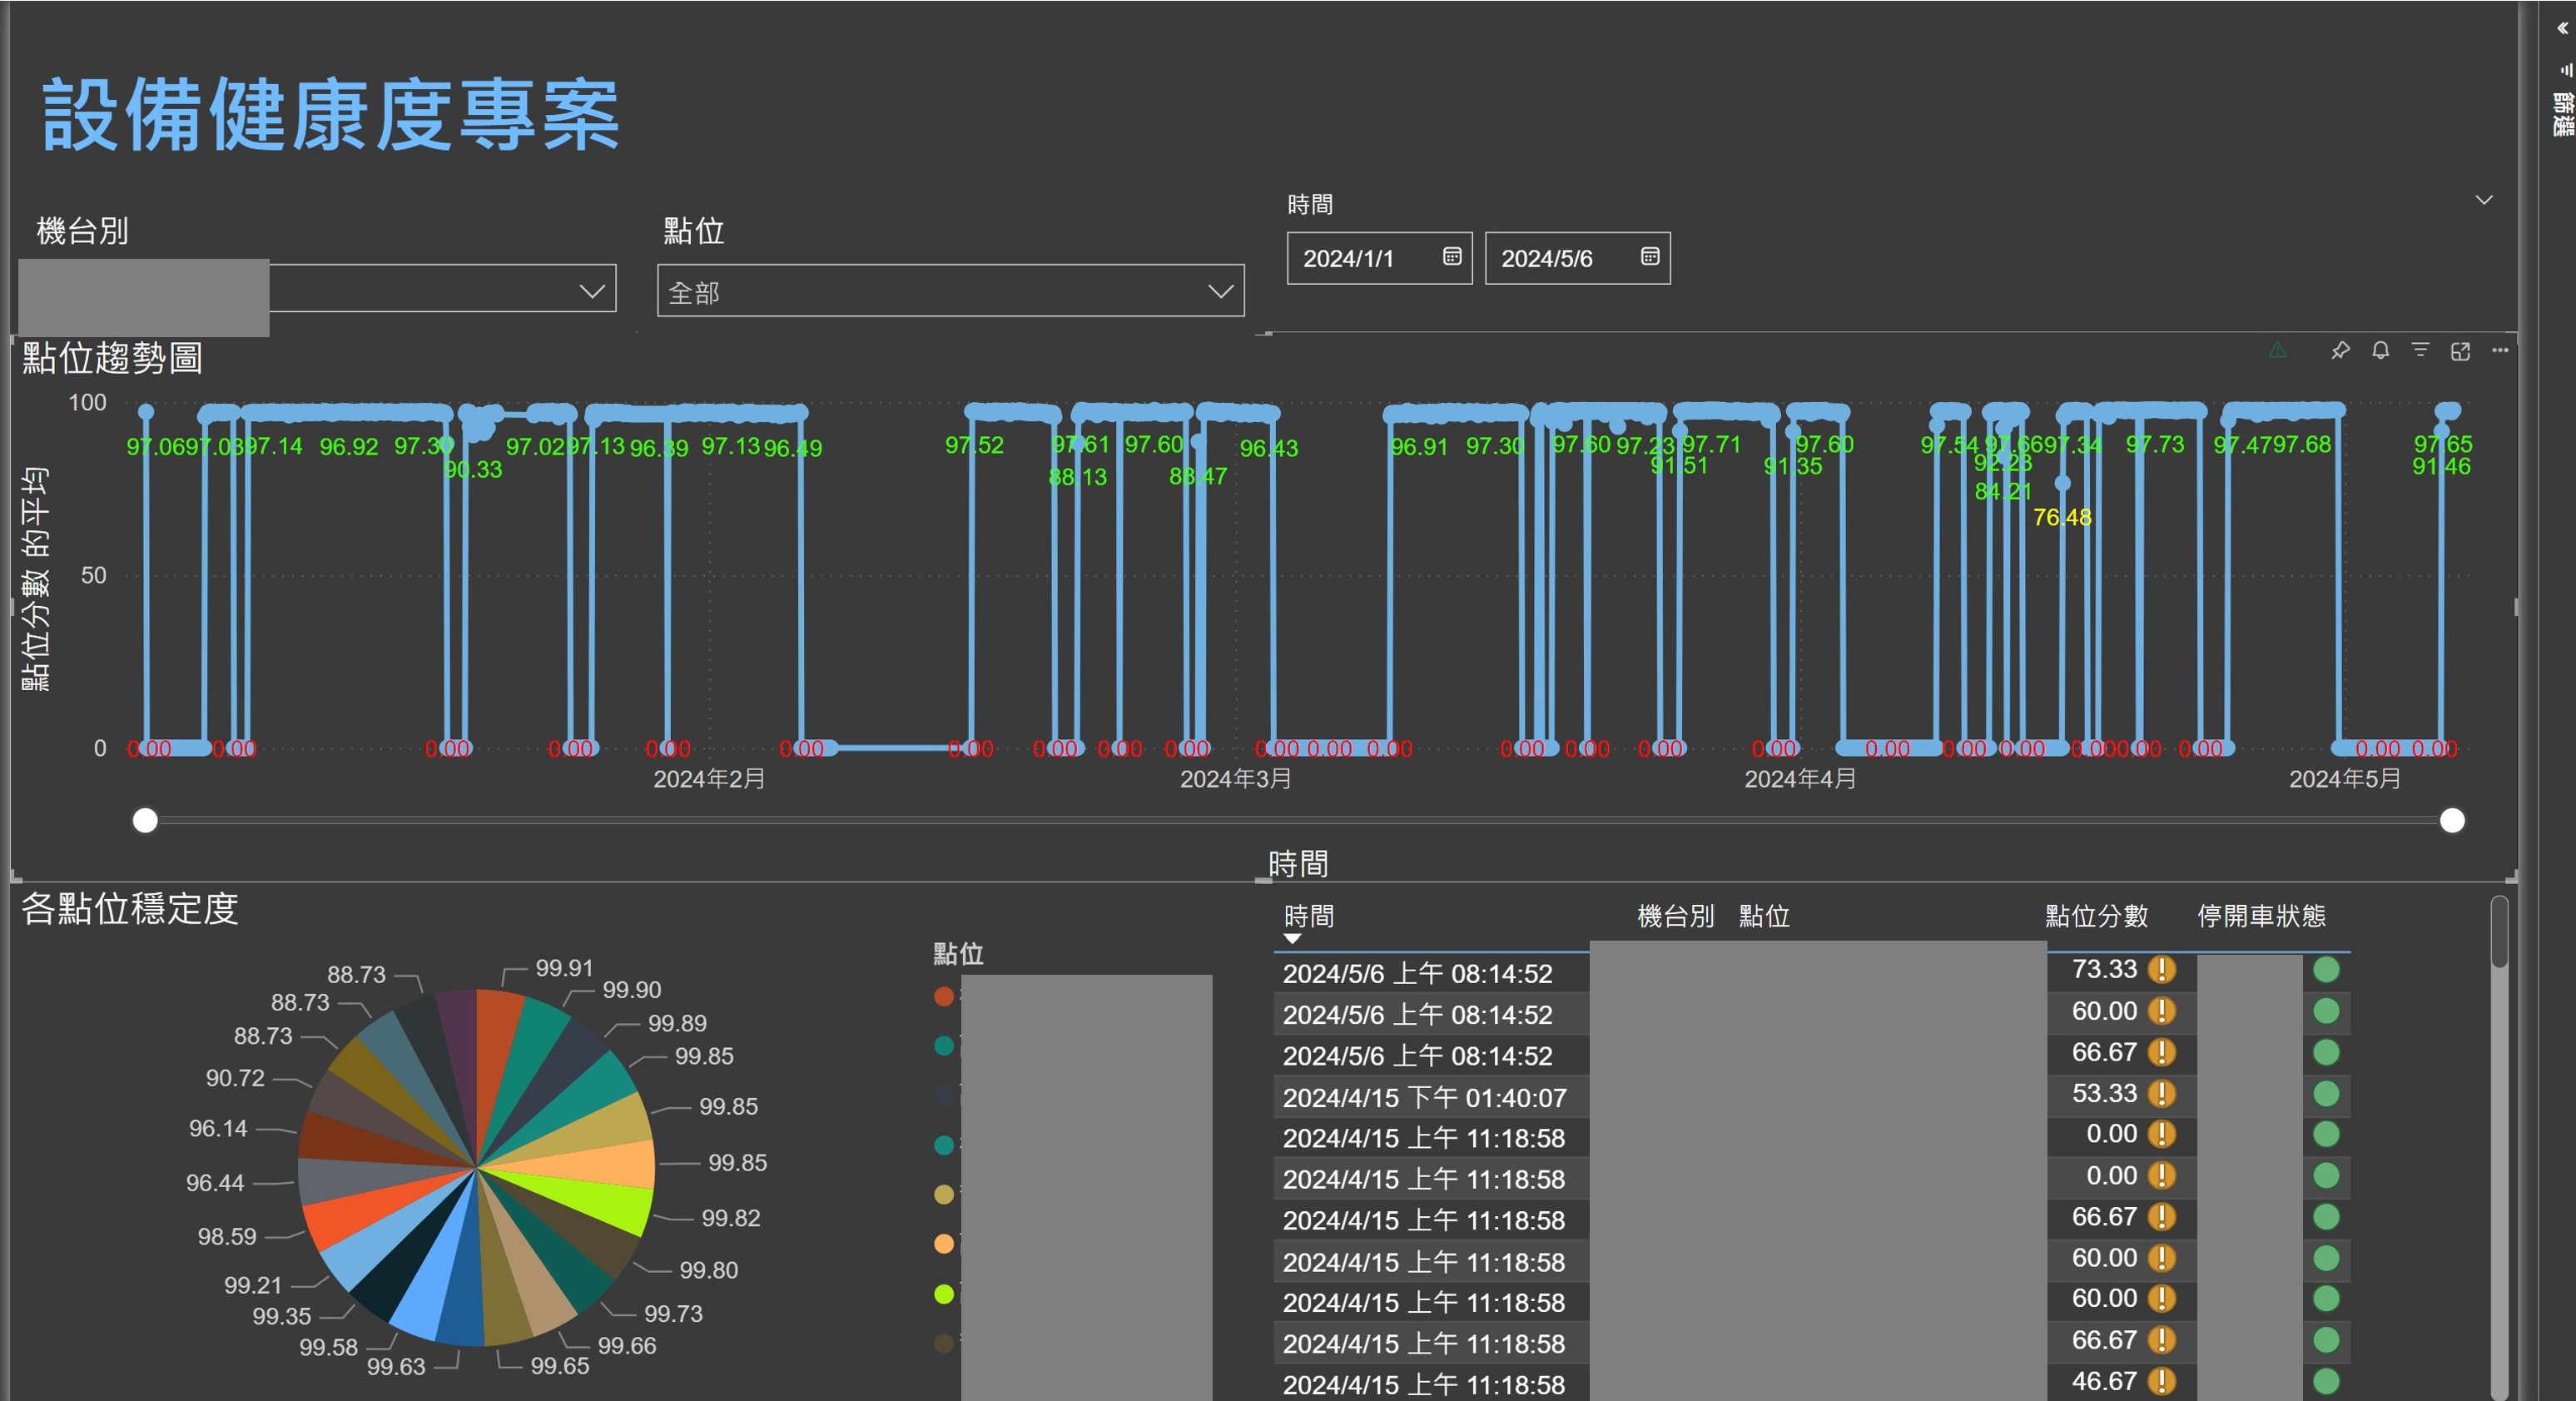 設備健康度專案
篩選
機台別
點位
時間
全部
2024/1/1
2024/5/6
點位趨勢圖
點位分數 的平均
100
50
0
97.06 97.03 97.14 96.92 97.30 97.02 97.13 96.39 97.13 96.49 97.52 97.61 97.60 96.43 96.91 97.30 97.60 97.23 97.71 97.60 97.54 97.66 97.34 97.73 97.47 97.68 97.65
90.33 88.13 88.47 91.51 91.35 92.23 84.21 76.48 91.46
0.00 0.00 0.00 0.00 0.00 0.00 0.00 0.00 0.00 0.00 0.00 0.00 0.00 0.00 0.00 0.00 0.00 0.00 0.00 0.00 0.00 0.00 0.00 0.00 0.00
2024年2月
2024年3月
2024年4月
2024年5月
時間
各點位穩定度
99.91
99.90
99.89
99.85
99.85
99.85
99.82
99.80
99.73
99.66
99.65
99.63
99.58
99.35
99.21
98.59
96.44
96.14
90.72
88.73
88.73
88.73
點位
時間 機台別 點位 點位分數 停開車狀態
2024/5/6 上午 08:14:52 73.33
2024/5/6 上午 08:14:52 60.00
2024/5/6 上午 08:14:52 66.67
2024/4/15 下午 01:40:07 53.33
2024/4/15 上午 11:18:58 0.00
2024/4/15 上午 11:18:58 0.00
2024/4/15 上午 11:18:58 66.67
2024/4/15 上午 11:18:58 60.00
2024/4/15 上午 11:18:58 60.00
2024/4/15 上午 11:18:58 66.67
2024/4/15 上午 11:18:58 46.67